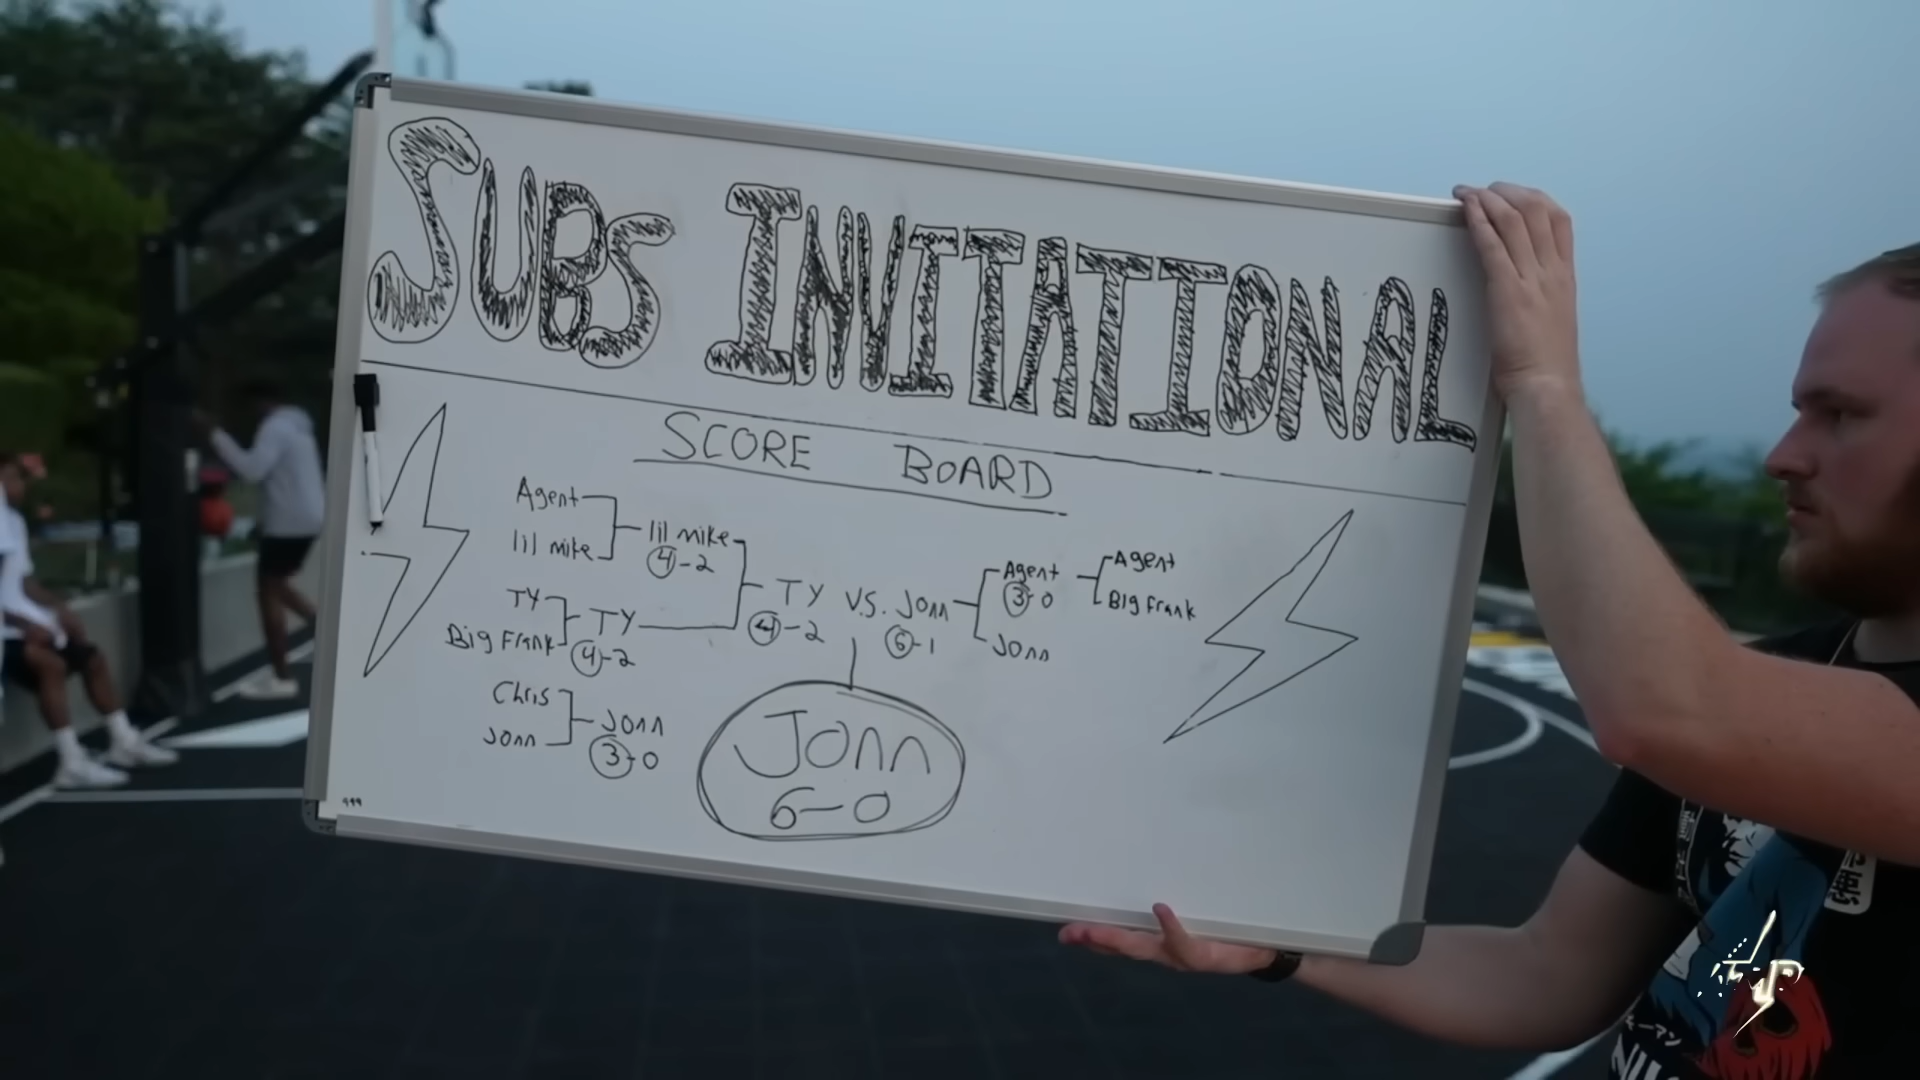 SUBS INVITATIONAL
SCORE BOARD
Agent
lil mike
lil mike
4-2
TY
Big Frank
TY
4-2
Chris
Jonn
Jonn
3-0
TY V.S. Jonn
4-2
6-1
Agent
3-0
Jonn
Agent
Big Frank
Jonn
6-0